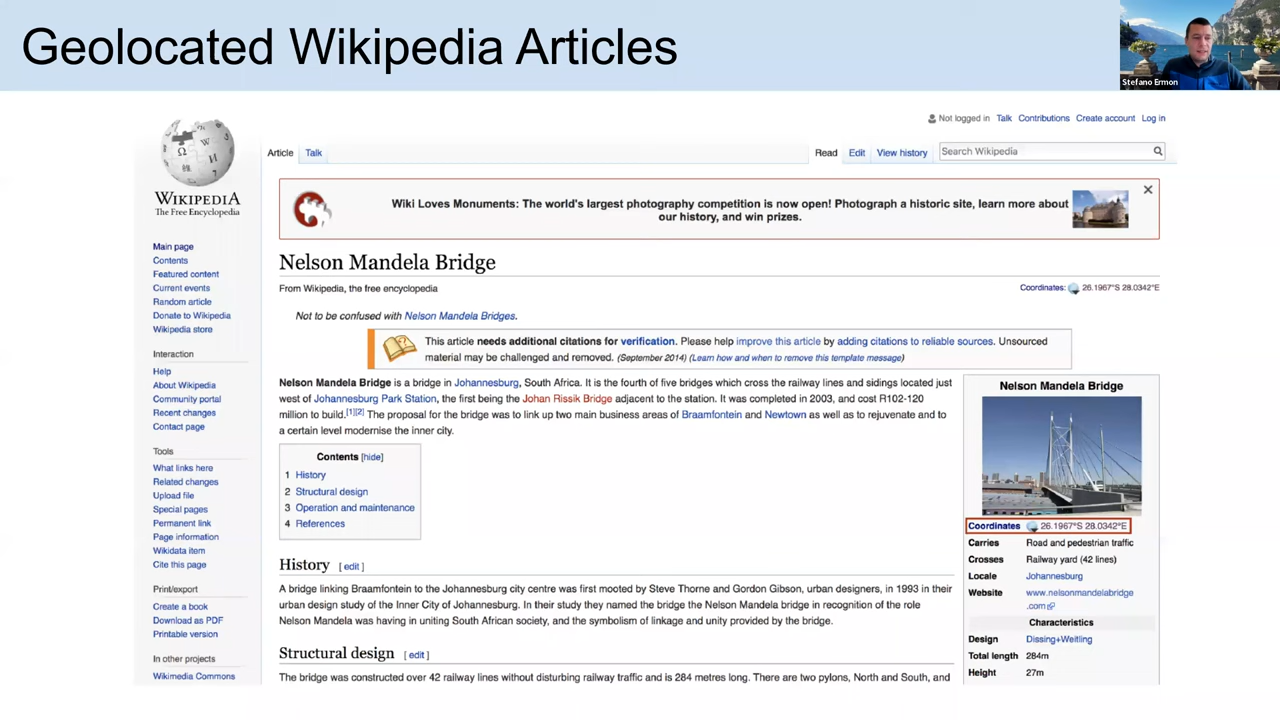 Geolocated Wikipedia Articles
Stefano Ermon
Not logged in Talk Contributions Create account Log in
Article Talk Read Edit View history Search Wikipedia
WIKIPEDIA
The Free Encyclopedia
Main page
Contents
Featured content
Current events
Random article
Donate to Wikipedia
Wikipedia store
Interaction
Help
About Wikipedia
Community portal
Recent changes
Contact page
Tools
What links here
Related changes
Upload file
Special pages
Permanent link
Page information
Wikidata item
Cite this page
Print/export
Create a book
Download as PDF
Printable version
In other projects
Wikimedia Commons
Wiki Loves Monuments: The world's largest photography competition is now open! Photograph a historic site, learn more about
our history, and win prizes.
Nelson Mandela Bridge
From Wikipedia, the free encyclopedia
Coordinates: 26.1967°S 28.0342°E
Not to be confused with Nelson Mandela Bridges.
This article needs additional citations for verification. Please help improve this article by adding citations to reliable sources. Unsourced
material may be challenged and removed. (September 2014) (Learn how and when to remove this template message)
Nelson Mandela Bridge is a bridge in Johannesburg, South Africa. It is the fourth of five bridges which cross the railway lines and sidings located just
west of Johannesburg Park Station, the first being the Johan Rissik Bridge adjacent to the station. It was completed in 2003, and cost R102-120
million to build.[1][2] The proposal for the bridge was to link up two main business areas of Braamfontein and Newtown as well as to rejuvenate and to
a certain level modernise the inner city.
Contents [hide]
1 History
2 Structural design
3 Operation and maintenance
4 References
History [ edit ]
A bridge linking Braamfontein to the Johannesburg city centre was first mooted by Steve Thorne and Gordon Gibson, urban designers, in 1993 in their
urban design study of the Inner City of Johannesburg. In their study they named the bridge the Nelson Mandela bridge in recognition of the role
Nelson Mandela was having in uniting South African society, and the symbolism of linkage and unity provided by the bridge.
Structural design [ edit ]
The bridge was constructed over 42 railway lines without disturbing railway traffic and is 284 metres long. There are two pylons, North and South, and
Nelson Mandela Bridge
Coordinates 26.1967°S 28.0342°E
Carries Road and pedestrian traffic
Crosses Railway yard (42 lines)
Locale Johannesburg
Website www.nelsonmandelabridge
.com
Characteristics
Design Dissing+Weitling
Total length 284m
Height 27m